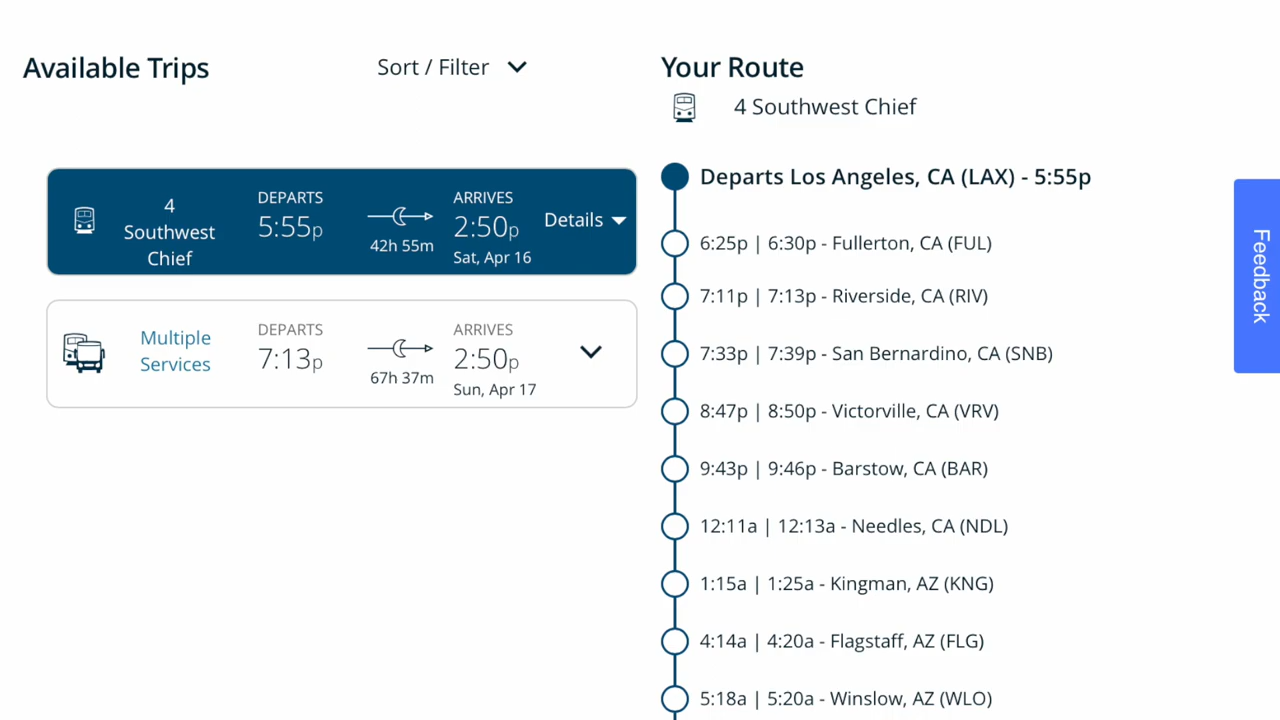 Available Trips
Sort / Filter
4
Southwest
Chief
DEPARTS
5:55p
42h 55m
ARRIVES
2:50p
Sat, Apr 16
Details
Multiple
Services
DEPARTS
7:13p
67h 37m
ARRIVES
2:50p
Sun, Apr 17
Your Route
4 Southwest Chief
Departs Los Angeles, CA (LAX) - 5:55p
6:25p | 6:30p - Fullerton, CA (FUL)
7:11p | 7:13p - Riverside, CA (RIV)
7:33p | 7:39p - San Bernardino, CA (SNB)
8:47p | 8:50p - Victorville, CA (VRV)
9:43p | 9:46p - Barstow, CA (BAR)
12:11a | 12:13a - Needles, CA (NDL)
1:15a | 1:25a - Kingman, AZ (KNG)
4:14a | 4:20a - Flagstaff, AZ (FLG)
5:18a | 5:20a - Winslow, AZ (WLO)
Feedback